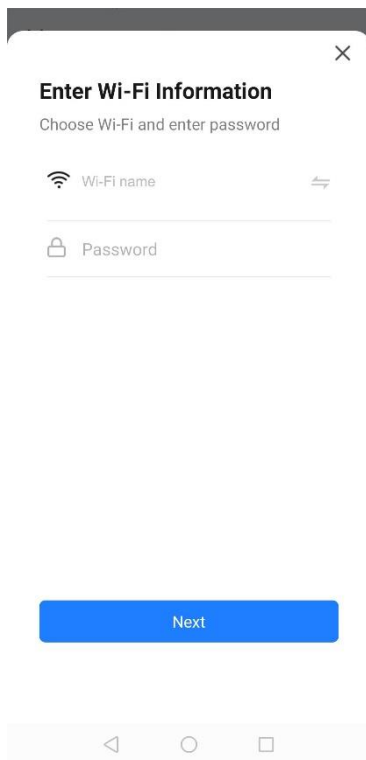 Enter Wi-Fi Information
Choose Wi-Fi and enter password
Wi-Fi name
Password
Next